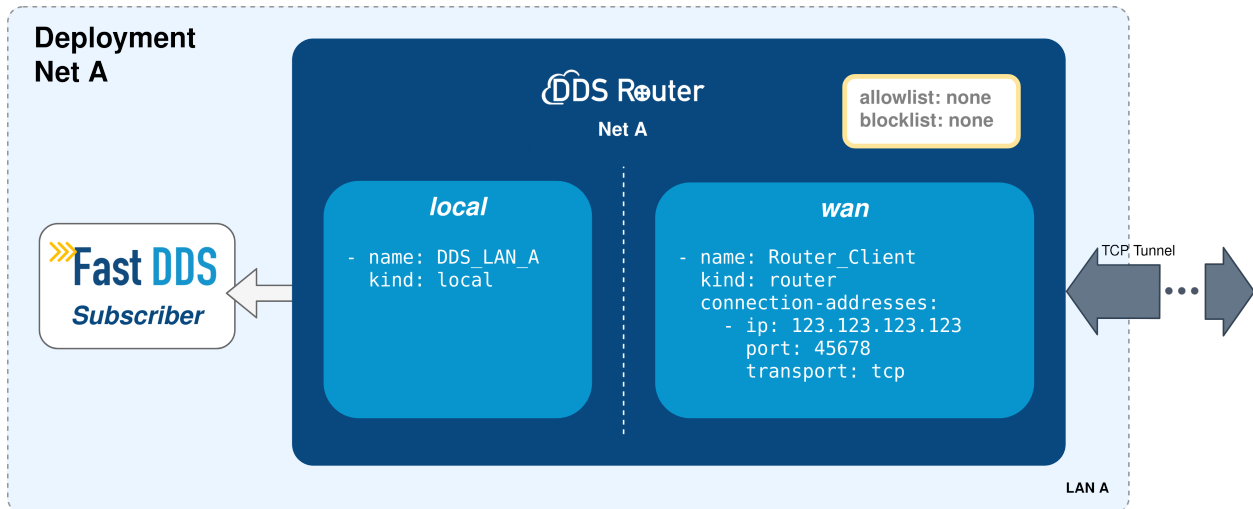 Deployment
Net A
DDS Router
Net A
allowlist: none
blocklist: none
local
- name: DDS_LAN_A
kind: local
wan
- name: Router_Client
kind: router
connection-addresses:
- ip: 123.123.123.123
port: 45678
transport: tcp
Fast DDS
Subscriber
TCP Tunnel
LAN A